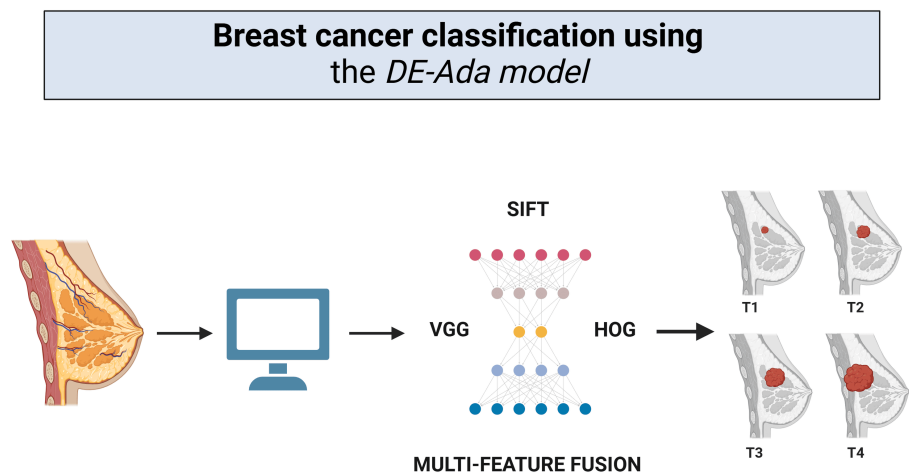 Breast cancer classification using
the DE-Ada model
SIFT
VGG
HOG
MULTI-FEATURE FUSION
T1
T2
T3
T4